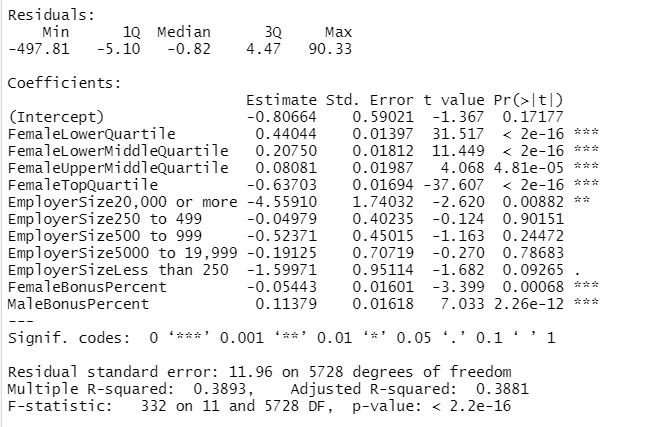 Residuals:
    Min      1Q  Median      3Q     Max
-497.81   -5.10   -0.82    4.47   90.33

Coefficients:
                              Estimate Std. Error t value Pr(>|t|)
(Intercept)                   -0.80664    0.59021  -1.367  0.17177
FemaleLowerQuartile            0.44044    0.01397  31.517  < 2e-16 ***
FemaleLowerMiddleQuartile      0.20750    0.01812  11.449  < 2e-16 ***
FemaleUpperMiddleQuartile      0.08081    0.01987   4.068 4.81e-05 ***
FemaleTopQuartile             -0.63703    0.01694 -37.607  < 2e-16 ***
EmployerSize20,000 or more    -4.55910    1.74032  -2.620  0.00882 **
EmployerSize250 to 499        -0.04979    0.40235  -0.124  0.90151
EmployerSize500 to 999        -0.52371    0.45015  -1.163  0.24472
EmployerSize5000 to 19,999    -0.19125    0.70719  -0.270  0.78683
EmployerSizeLess than 250     -1.59971    0.95114  -1.682  0.09265 .
FemaleBonusPercent            -0.05443    0.01601  -3.399  0.00068 ***
MaleBonusPercent               0.11379    0.01618   7.033 2.26e-12 ***
---
Signif. codes:  0 ‘***’ 0.001 ‘**’ 0.01 ‘*’ 0.05 ‘.’ 0.1 ‘ ’ 1

Residual standard error: 11.96 on 5728 degrees of freedom
Multiple R-squared:  0.3893,	Adjusted R-squared:  0.3881
F-statistic:   332 on 11 and 5728 DF,  p-value: < 2.2e-16